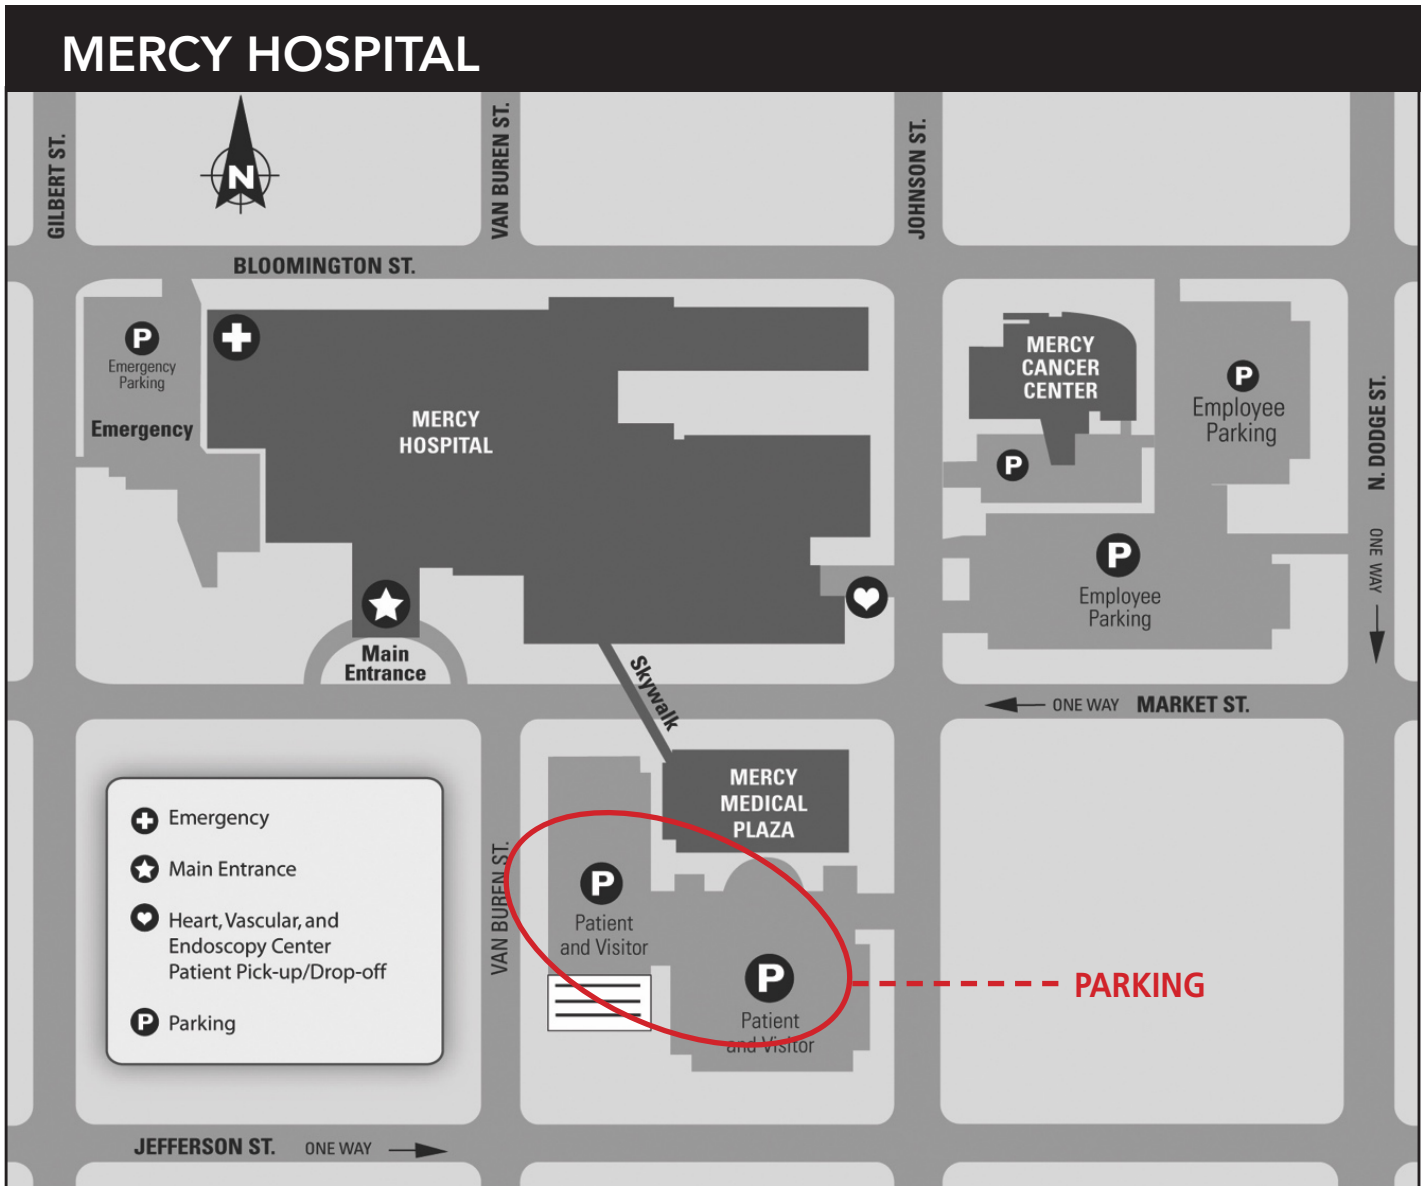 MERCY HOSPITAL
GILBERT ST.
N
VAN BUREN ST.
JOHNSON ST.
BLOOMINGTON ST.
P
Emergency
Parking
Emergency
MERCY
HOSPITAL
MERCY
CANCER
CENTER
P
P
Employee
Parking
N. DODGE ST.
ONE WAY
P
Employee
Parking
Main
Entrance
Skywalk
ONE WAY MARKET ST.
MERCY
MEDICAL
PLAZA
Emergency
Main Entrance
Heart, Vascular, and
Endoscopy Center
Patient Pick-up/Drop-off
P Parking
VAN BUREN ST.
P
Patient
and Visitor
P
Patient
and Visitor
PARKING
JEFFERSON ST. ONE WAY